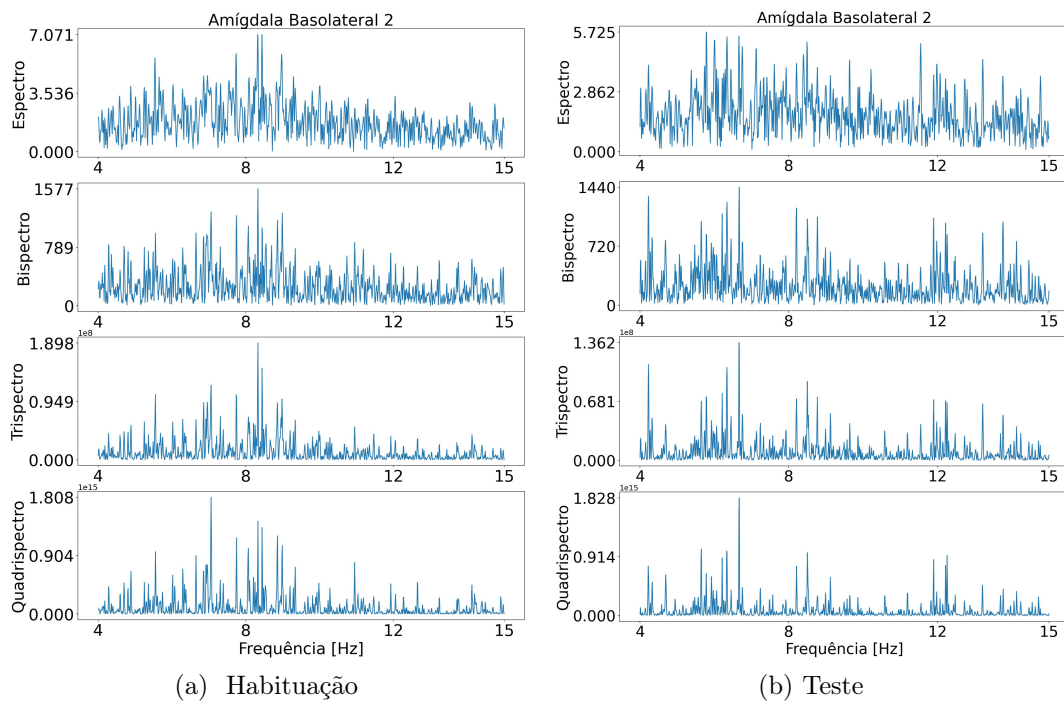 Amígdala Basolateral 2
7.071
3.536
0.000
Espectro
4 8 12 15
1577
789
0
Bispectro
4 8 12 15
1e8
1.898
0.949
0.000
Trispectro
4 8 12 15
1e15
1.808
0.904
0.000
Quadrispectro
4 8 12 15
Frequência [Hz]
(a) Habituação
Amígdala Basolateral 2
5.725
2.862
0.000
Espectro
4 8 12 15
1440
720
0
Bispectro
4 8 12 15
1e8
1.362
0.681
0.000
Trispectro
4 8 12 15
1e15
1.828
0.914
0.000
Quadrispectro
4 8 12 15
Frequência [Hz]
(b) Teste